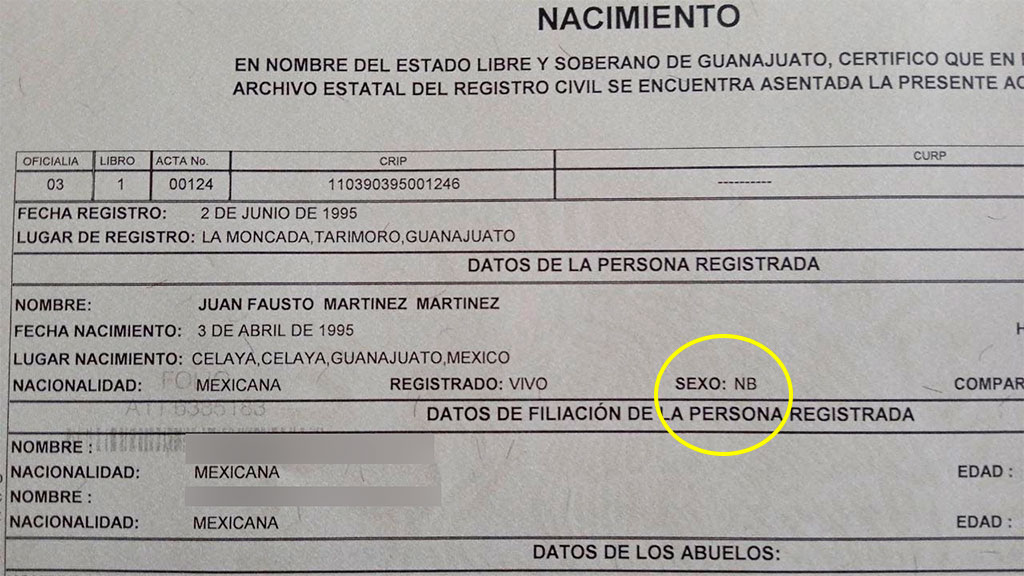 NACIMIENTO
EN NOMBRE DEL ESTADO LIBRE Y SOBERANO DE GUANAJUATO, CERTIFICO QUE EN
ARCHIVO ESTATAL DEL REGISTRO CIVIL SE ENCUENTRA ASENTADA LA PRESENTE
OFICIALIA LIBRO ACTA No. CRIP CURP
03 1 00124 110390395001246 ----------
FECHA REGISTRO: 2 DE JUNIO DE 1995
LUGAR DE REGISTRO: LA MONCADA,TARIMORO,GUANAJUATO
DATOS DE LA PERSONA REGISTRADA
NOMBRE: JUAN FAUSTO MARTINEZ MARTINEZ
FECHA NACIMIENTO: 3 DE ABRIL DE 1995
LUGAR NACIMIENTO: CELAYA,CELAYA,GUANAJUATO,MEXICO
NACIONALIDAD: MEXICANA REGISTRADO: VIVO SEXO: NB COMPAR
FOLIO
DATOS DE FILIACIÓN DE LA PERSONA REGISTRADA
NOMBRE :
NACIONALIDAD: MEXICANA EDAD :
NOMBRE :
NACIONALIDAD: MEXICANA EDAD :
DATOS DE LOS ABUELOS: